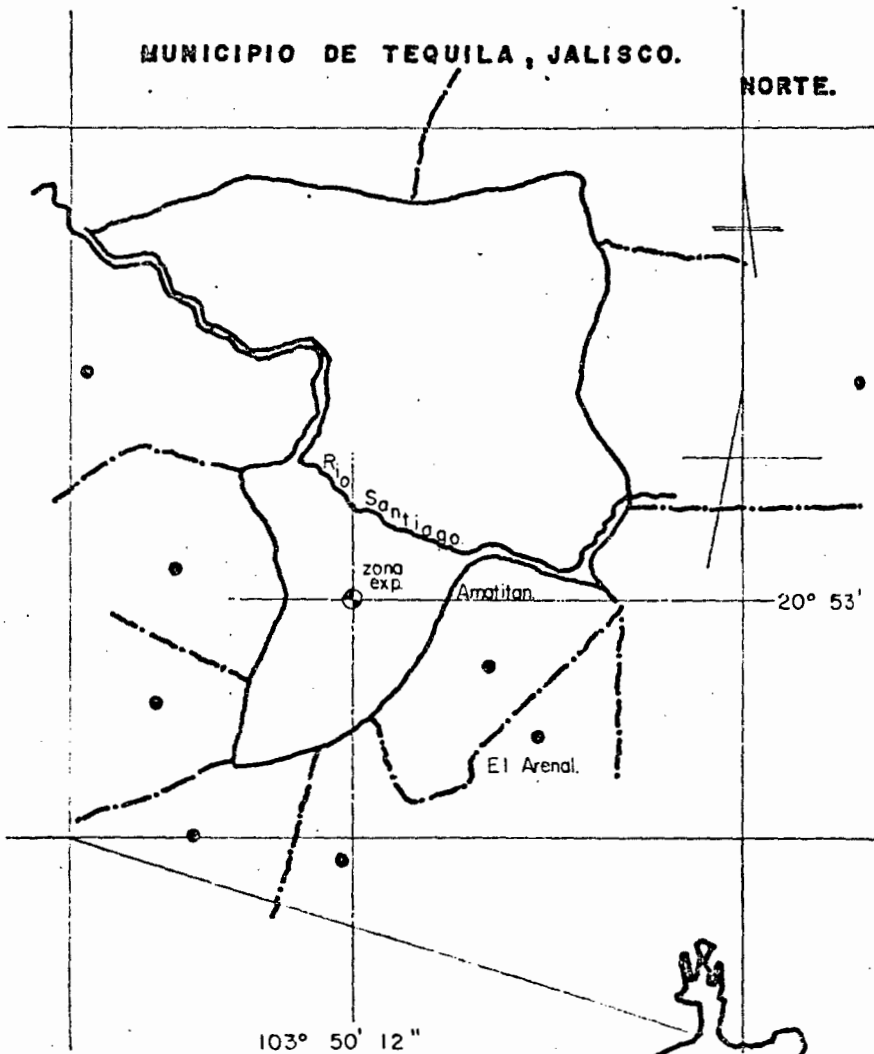 MUNICIPIO DE TEQUILA, JALISCO.
NORTE.
Rio Santiago.
zona
exp.
Amatitan.
20° 53'
El Arenal.
103° 50' 12"